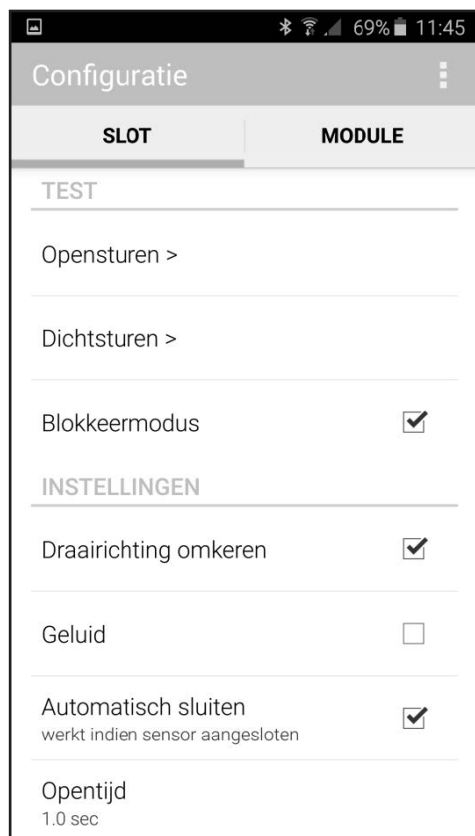 69% 11:45
Configuratie
SLOT MODULE
TEST
Opensturen >
Dichtsturen >
Blokkeermodus
INSTELLINGEN
Draairichting omkeren
Geluid
Automatisch sluiten
werkt indien sensor aangesloten
Opentijd
1.0 sec